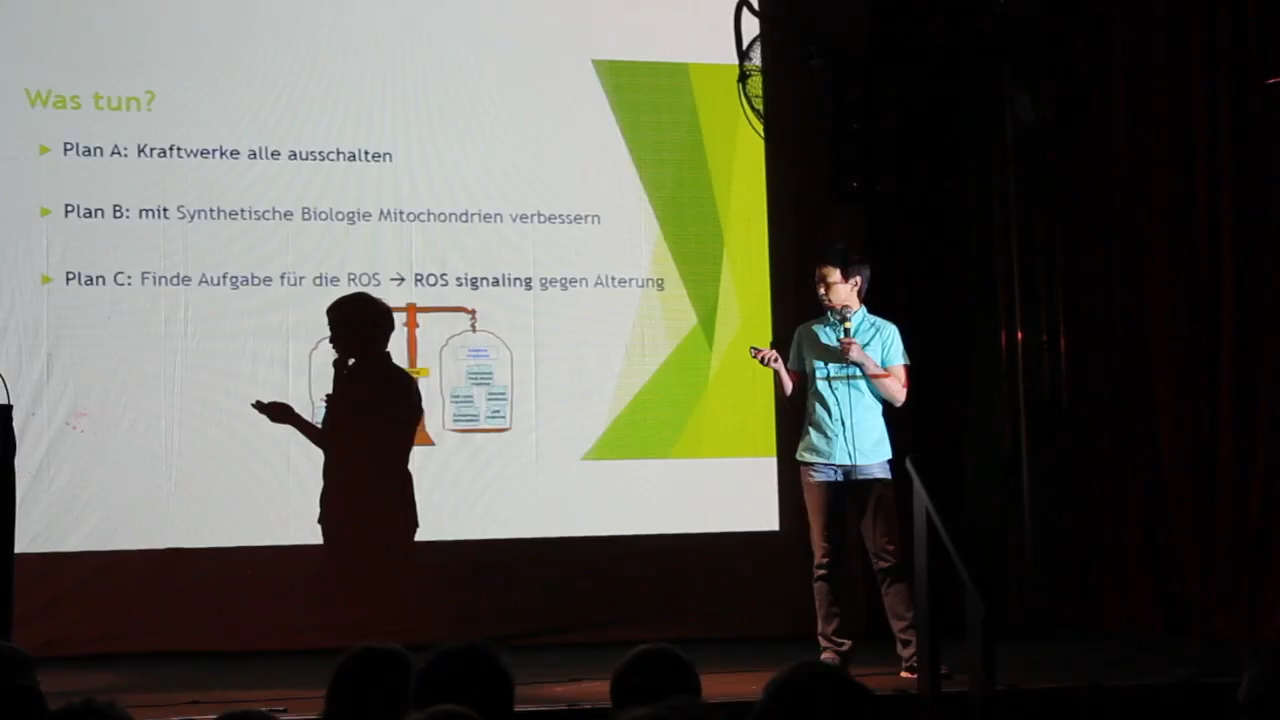 Was tun?
Plan A: Kraftwerke alle ausschalten
Plan B: mit Synthetische Biologie Mitochondrien verbessern
Plan C: Finde Aufgabe für die ROS → ROS signaling gegen Alterung